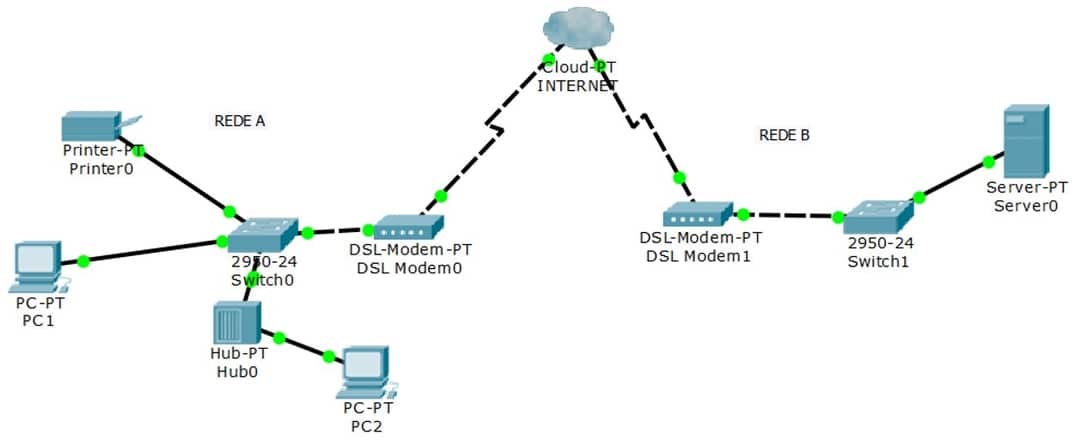 Cloud-PT
INTERNET
REDE A
REDE B
Printer-PT
Printer0
Server-PT
Server0
DSL-Modem-PT
DSL Modem0
DSL-Modem-PT
DSL Modem1
2950-24
Switch0
2950-24
Switch1
PC-PT
PC1
Hub-PT
Hub0
PC-PT
PC2